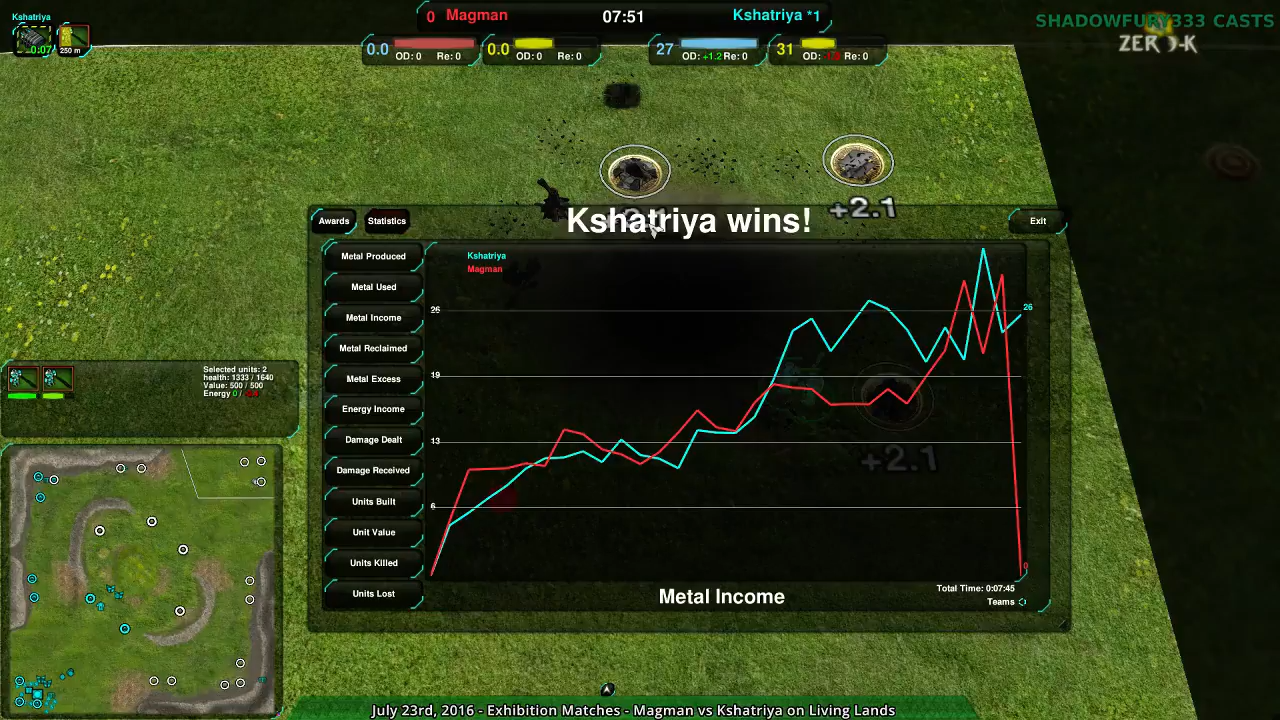 Kshatriya
0:07
250 m
0 Magman
07:51
Kshatriya *1
SHADOWFURY333 CASTS
ZERO-K
0.0
OD: 0 Re: 0
0.0
OD: 0 Re: 0
27
OD: +1.2 Re: 0
31
Re: 0
+2.1
Awards
Statistics
Kshatriya wins!
Exit
Metal Produced
Metal Used
Metal Income
Metal Reclaimed
Metal Excess
Energy Income
Damage Dealt
Damage Received
Units Built
Unit Value
Units Killed
Units Lost
Kshatriya
Magman
26
19
13
6
26
0
+2.1
Metal Income
Total Time: 0:07:45
Teams
Selected units: 2
health: 1333 / 1640
Value: 500 / 500
Energy 0 /
July 23rd, 2016 - Exhibition Matches - Magman vs Kshatriya on Living Lands